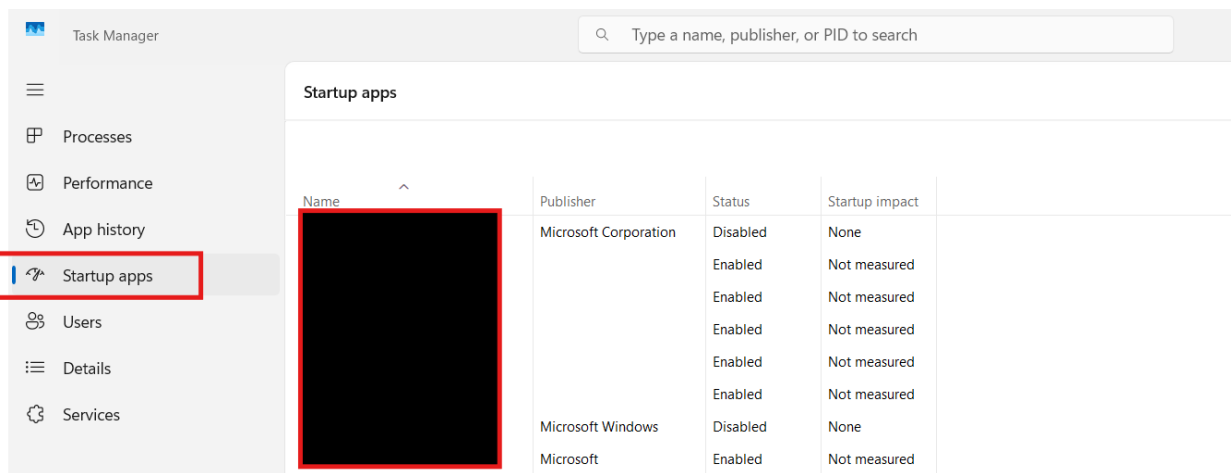 Task Manager
Type a name, publisher, or PID to search
Startup apps
Processes
Performance
Name Publisher Status Startup impact
App history
Microsoft Corporation Disabled None
Enabled Not measured
Startup apps
Enabled Not measured
Users
Enabled Not measured
Details
Enabled Not measured
Enabled Not measured
Services
Microsoft Windows Disabled None
Microsoft Enabled Not measured